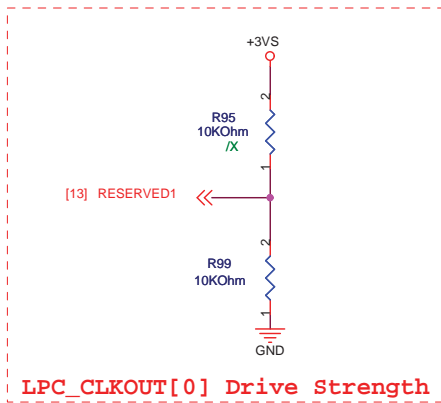 +3VS
2
R95
10KOhm
/X
1
[13] RESERVED1
2
R99
10KOhm
1
GND
LPC_CLKOUT[0] Drive Strength